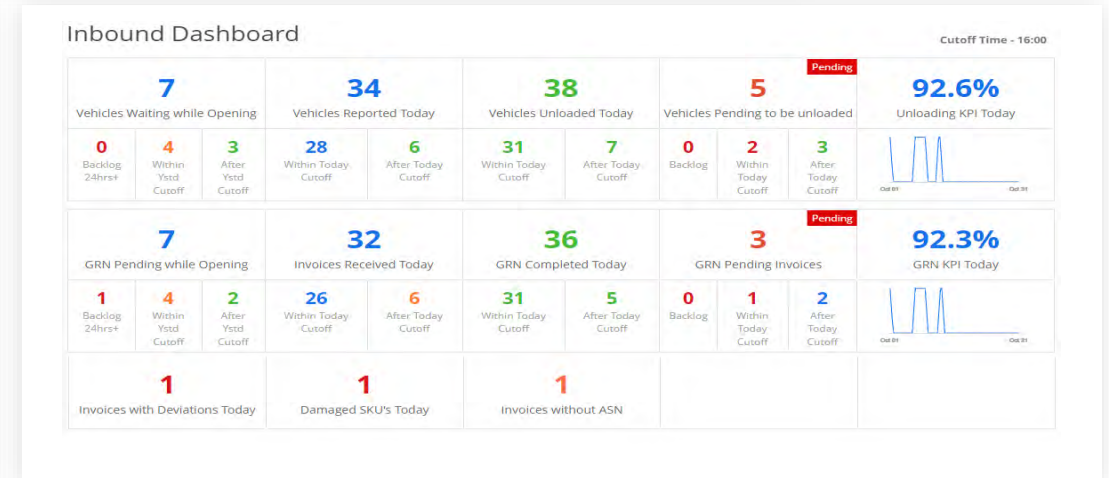 Inbound Dashboard
Cutoff Time - 16:00
Pending
7
34
38
5
92.6%
Vehicles Waiting while Opening
Vehicles Reported Today
Vehicles Unloaded Today
Vehicles Pending to be unloaded
Unloading KPI Today
0
Backlog
24hrs+
4
Within
Ystd
Cutoff
3
After
Ystd
Cutoff
28
Within Today
Cutoff
6
After Today
Cutoff
31
Within Today
Cutoff
7
After Today
Cutoff
0
Backlog
2
Within
Today
Cutoff
3
After
Today
Cutoff
Oct 01
Oct 31
Pending
7
32
36
3
92.3%
GRN Pending while Opening
Invoices Received Today
GRN Completed Today
GRN Pending Invoices
GRN KPI Today
1
Backlog
24hrs+
4
Within
Ystd
Cutoff
2
After
Ystd
Cutoff
26
Within Today
Cutoff
6
After Today
Cutoff
31
Within Today
Cutoff
5
After Today
Cutoff
0
Backlog
1
Within
Today
Cutoff
2
After
Today
Cutoff
Oct 01
Oct 31
1
1
1
Invoices with Deviations Today
Damaged SKU's Today
Invoices without ASN